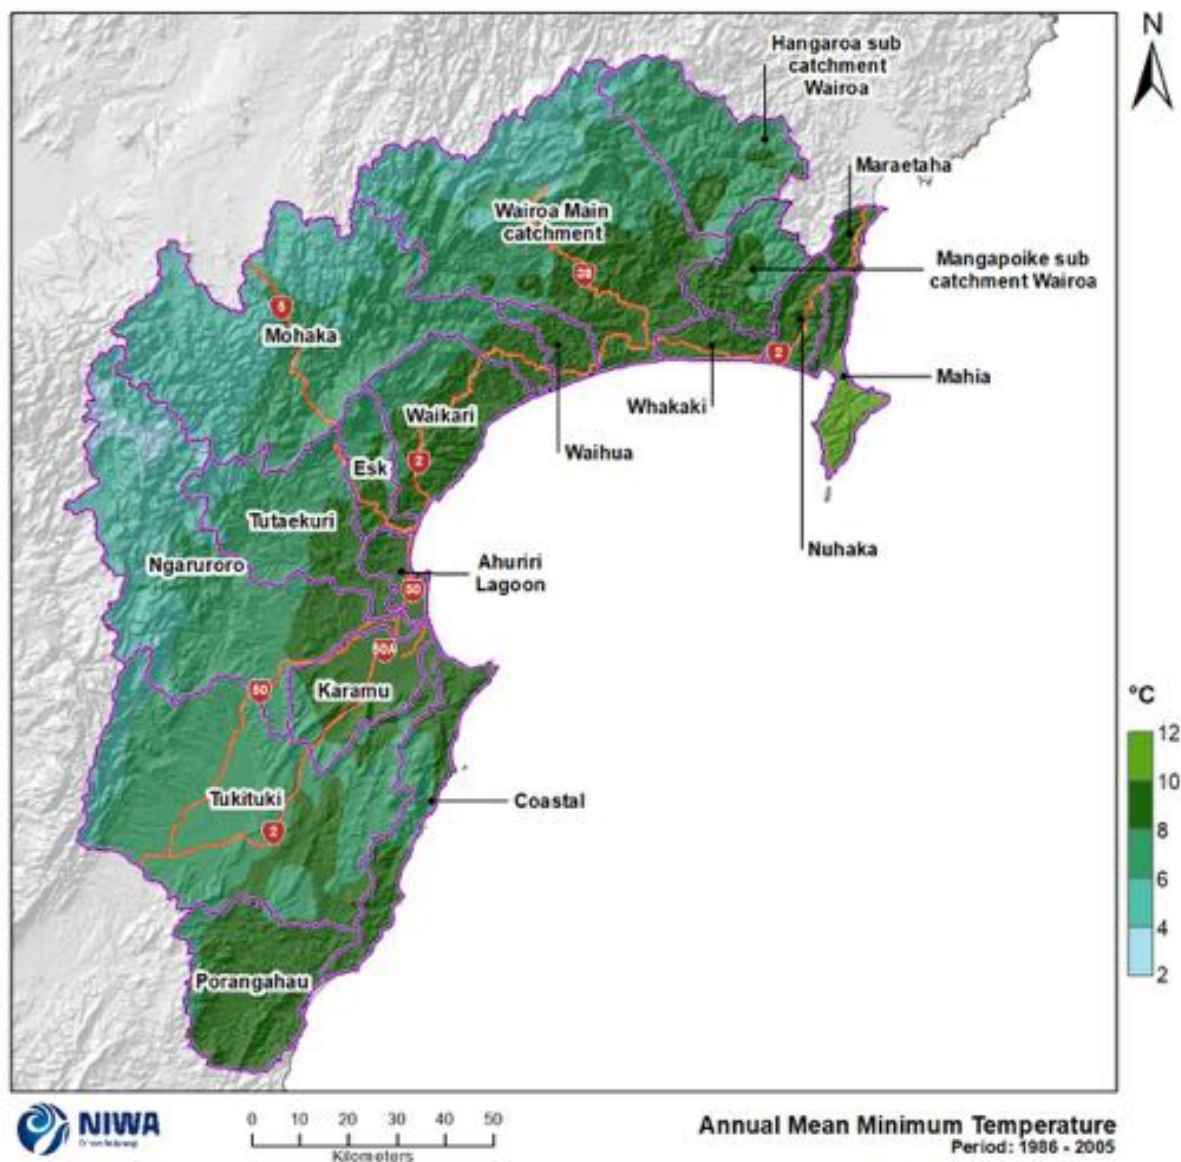 N
Hangaroa sub
catchment
Wairoa
Maraetaha
Wairoa Main
catchment
Mangapoike sub
catchment Wairoa
38
5
Mohaka
2
Mahia
Whakaki
Waikari
Waihua
2
Esk
Tutaekuri
Nuhaka
Ngaruroro
Ahuriri
Lagoon
50
50A
Karamu
50
°C
12
10
8
6
4
2
Tukituki
Coastal
2
Porangahau
NIWA
0 10 20 30 40 50
Kilometers
Annual Mean Minimum Temperature
Period: 1986 - 2005